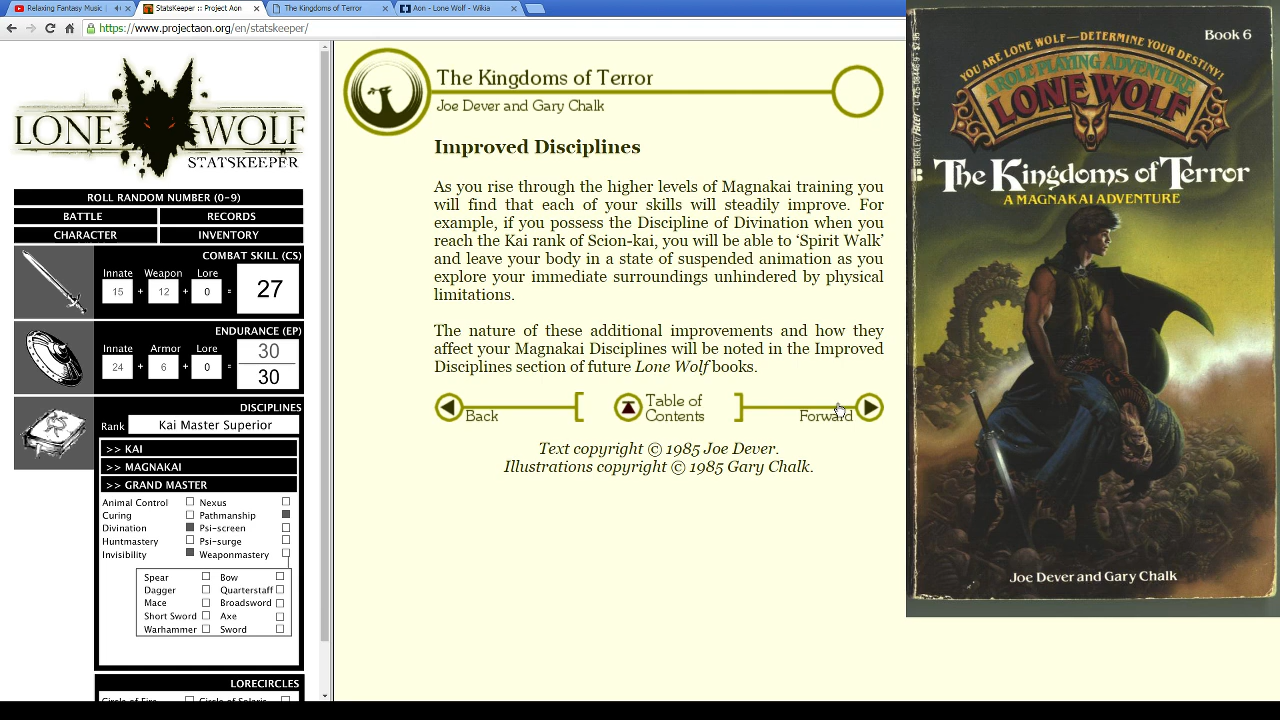 Relaxing Fantasy Music
StatsKeeper :: Project Aon
The Kingdoms of Terror
Aon - Lone Wolf - Wikia
https://www.projectaon.org/en/statskeeper/
LONE WOLF
STATSKEEPER
ROLL RANDOM NUMBER (0-9)
BATTLE
RECORDS
CHARACTER
INVENTORY
COMBAT SKILL (CS)
Innate Weapon Lore
15 + 12 + 0 = 27
ENDURANCE (EP)
Innate Armor Lore
24 + 6 + 0 = 30
30
DISCIPLINES
Rank Kai Master Superior
>> KAI
>> MAGNAKAI
>> GRAND MASTER
Animal Control Nexus
Curing Pathmanship
Divination Psi-screen
Huntmastery Psi-surge
Invisibility Weaponmastery
Spear Bow
Dagger Quarterstaff
Mace Broadsword
Short Sword Axe
Warhammer Sword
LORECIRCLES
Circle of Fire Circle of Solaris
The Kingdoms of Terror
Joe Dever and Gary Chalk
Improved Disciplines
As you rise through the higher levels of Magnakai training you
will find that each of your skills will steadily improve. For
example, if you possess the Discipline of Divination when you
reach the Kai rank of Scion-kai, you will be able to ‘Spirit Walk’
and leave your body in a state of suspended animation as you
explore your immediate surroundings unhindered by physical
limitations.
The nature of these additional improvements and how they
affect your Magnakai Disciplines will be noted in the Improved
Disciplines section of future Lone Wolf books.
Back
Table of
Contents
Forward
Text copyright © 1985 Joe Dever.
Illustrations copyright © 1985 Gary Chalk.
Book 6
YOU ARE LONE WOLF—DETERMINE YOUR DESTINY!
A ROLE PLAYING ADVENTURE
LONE WOLF
The Kingdoms of Terror
A MAGNAKAI ADVENTURE
Joe Dever and Gary Chalk